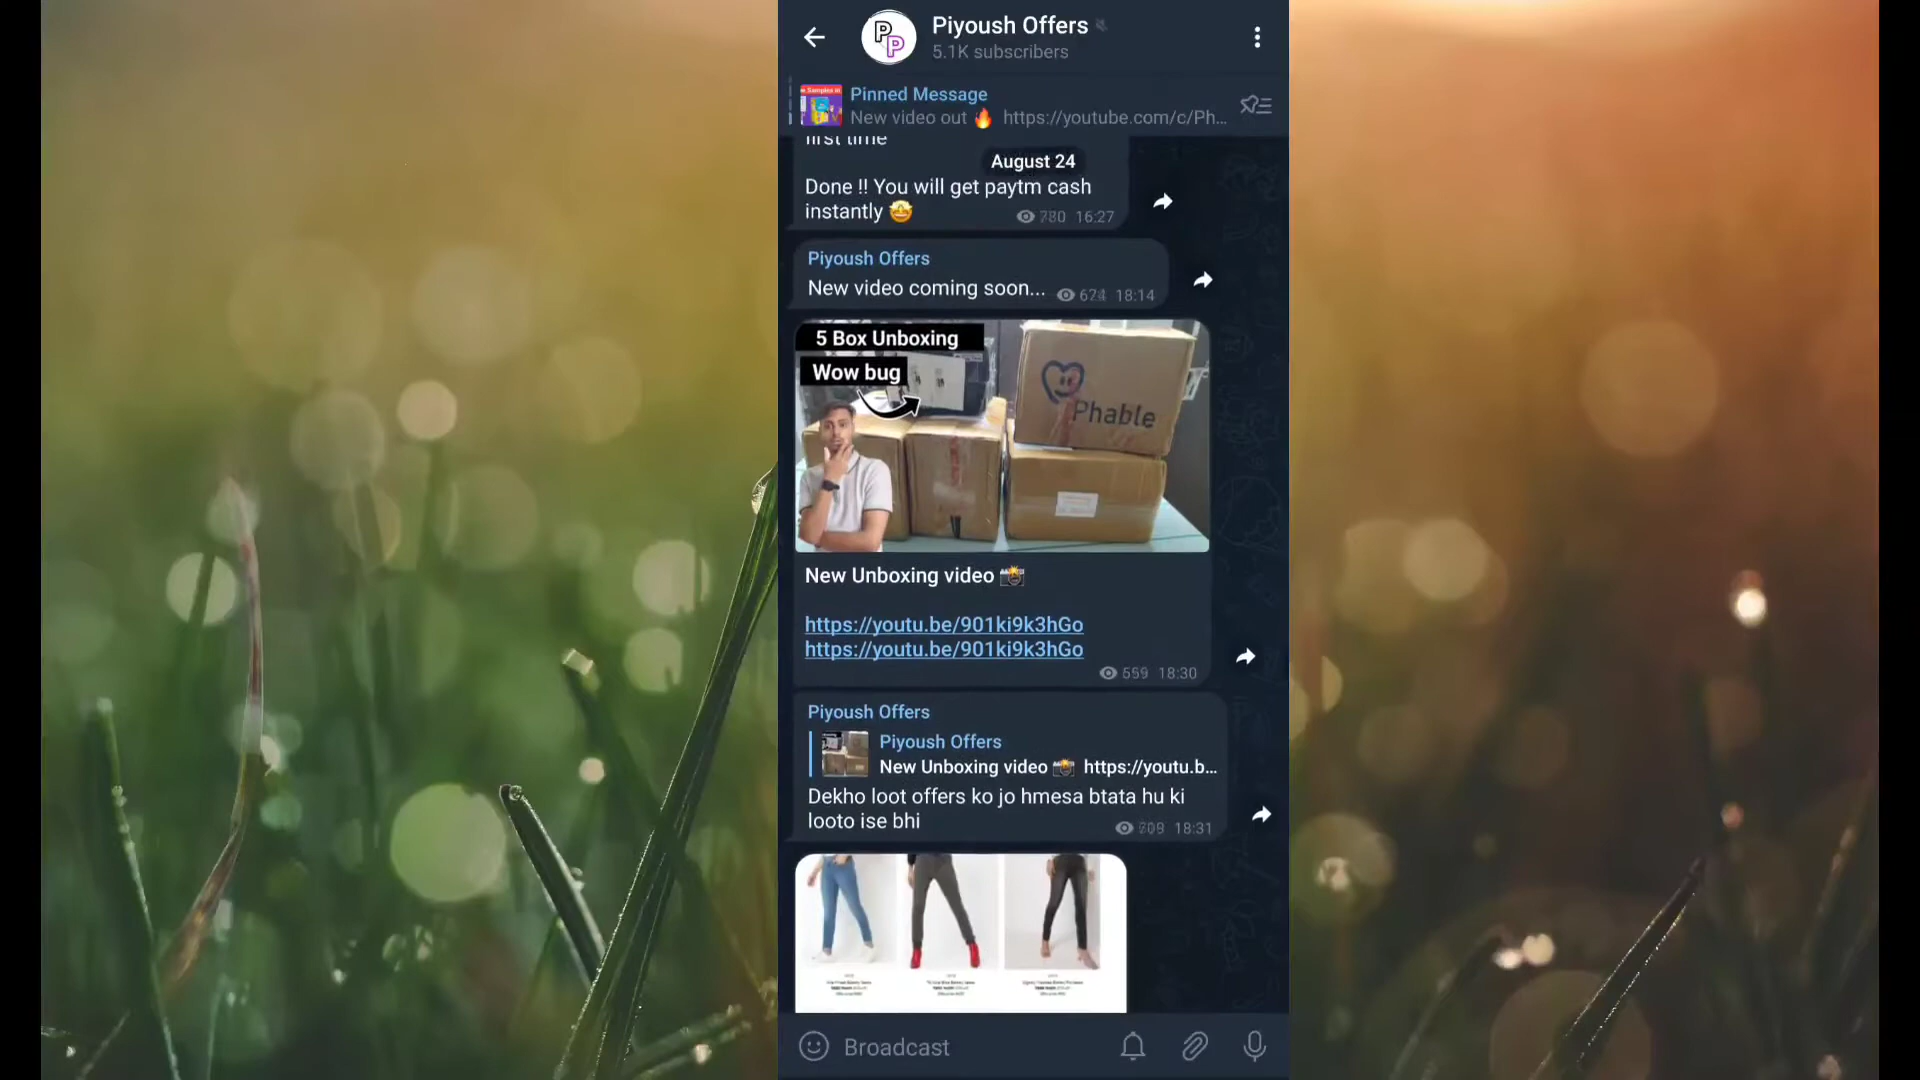 Piyoush Offers
5.1K subscribers
Pinned Message
New video out 🔥 https://youtube.com/c/Ph...
first time
August 24
Done !! You will get paytm cash
instantly 🤩
16:27
Piyoush Offers
New video coming soon...
18:14
5 Box Unboxing
Wow bug
Phable
New Unboxing video 📸
https://youtu.be/901ki9k3hGo
https://youtu.be/901ki9k3hGo
559 18:30
Piyoush Offers
Piyoush Offers
New Unboxing video 📸 https://youtu.b...
Dekho loot offers ko jo hmesa btata hu ki
looto ise bhi
18:31
Broadcast